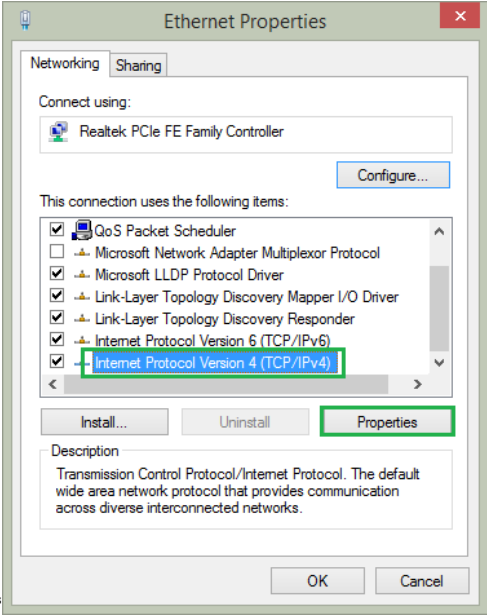 Ethernet Properties
Networking
Sharing
Connect using:
Realtek PCIe FE Family Controller
Configure...
This connection uses the following items:
QoS Packet Scheduler
Microsoft Network Adapter Multiplexor Protocol
Microsoft LLDP Protocol Driver
Link-Layer Topology Discovery Mapper I/O Driver
Link-Layer Topology Discovery Responder
Internet Protocol Version 6 (TCP/IPv6)
Internet Protocol Version 4 (TCP/IPv4)
Install...
Uninstall
Properties
Description
Transmission Control Protocol/Internet Protocol. The default
wide area network protocol that provides communication
across diverse interconnected networks.
OK
Cancel